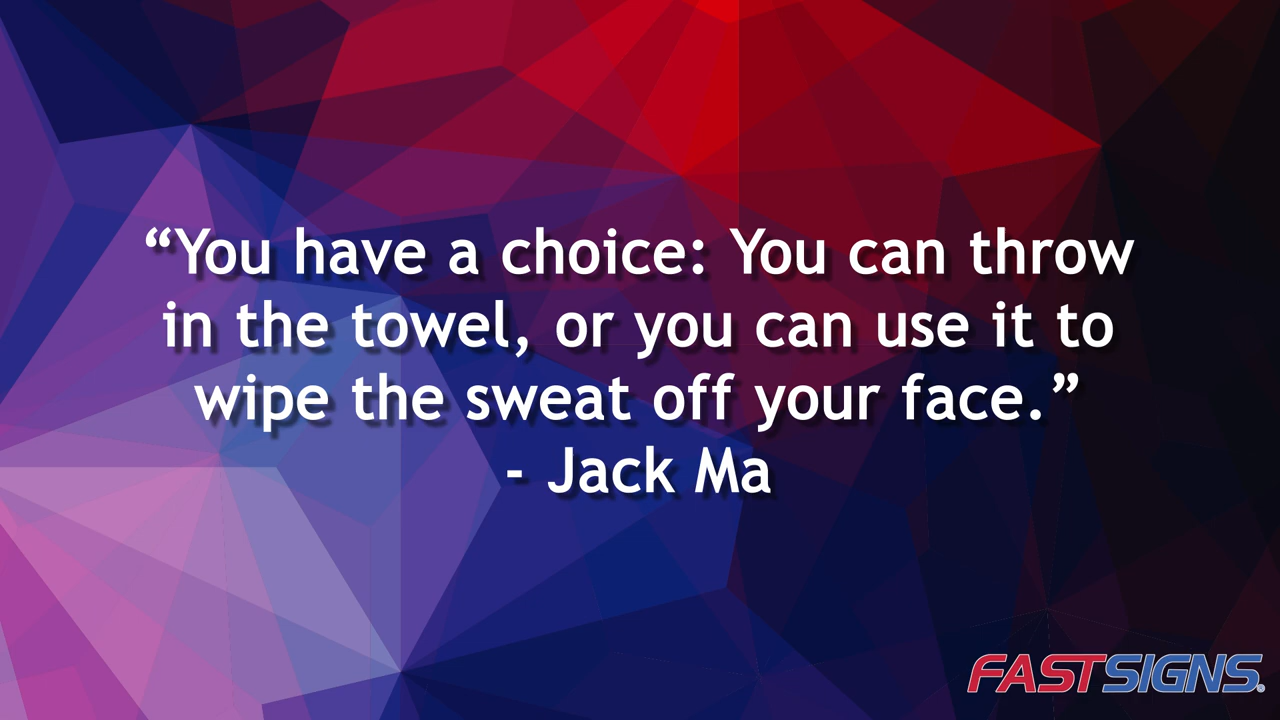 “You have a choice: You can throw
in the towel, or you can use it to
wipe the sweat off your face.”
- Jack Ma
FASTSIGNS®